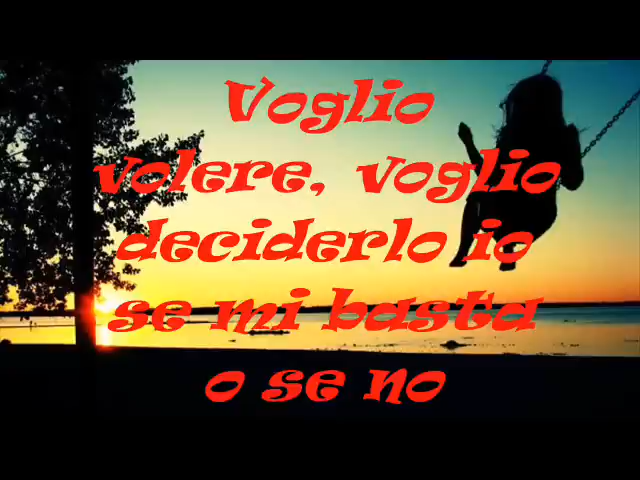 Voglio
volere, voglio
deciderlo io
se mi basta
o se no